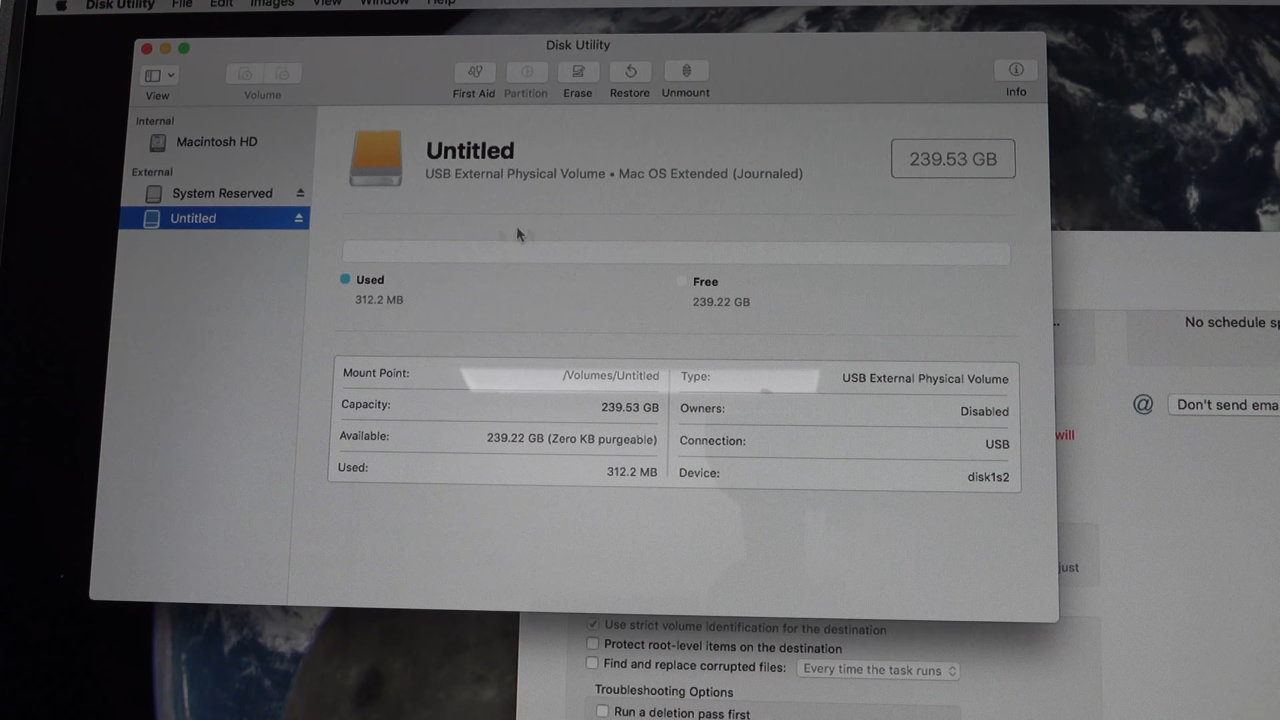 Disk Utility File Edit Images View Window Help
Disk Utility
View
Volume
First Aid
Partition
Erase
Restore
Unmount
Info
Internal
Macintosh HD
External
System Reserved
Untitled
Untitled
USB External Physical Volume • Mac OS Extended (Journaled)
239.53 GB
Used
312.2 MB
Free
239.22 GB
Mount Point: /Volumes/Untitled
Capacity: 239.53 GB
Available: 239.22 GB (Zero KB purgeable)
Used: 312.2 MB
Type: USB External Physical Volume
Owners: Disabled
Connection: USB
Device: disk1s2
...
No schedule sp
@ Don't send ema
will
just
Use strict volume identification for the destination
Protect root-level items on the destination
Find and replace corrupted files: Every time the task runs
Troubleshooting Options
Run a deletion pass first